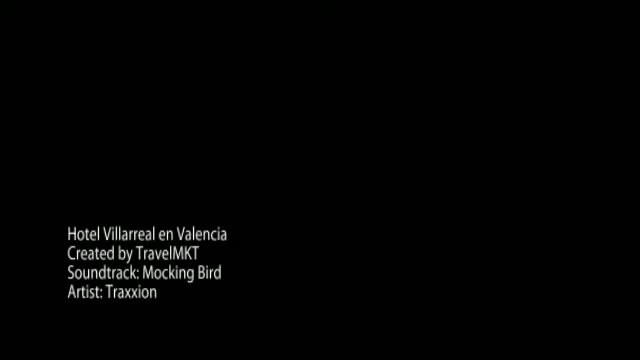 Hotel Villarreal en Valencia
Created by TravelMKT
Soundtrack: Mocking Bird
Artist: Traxxion